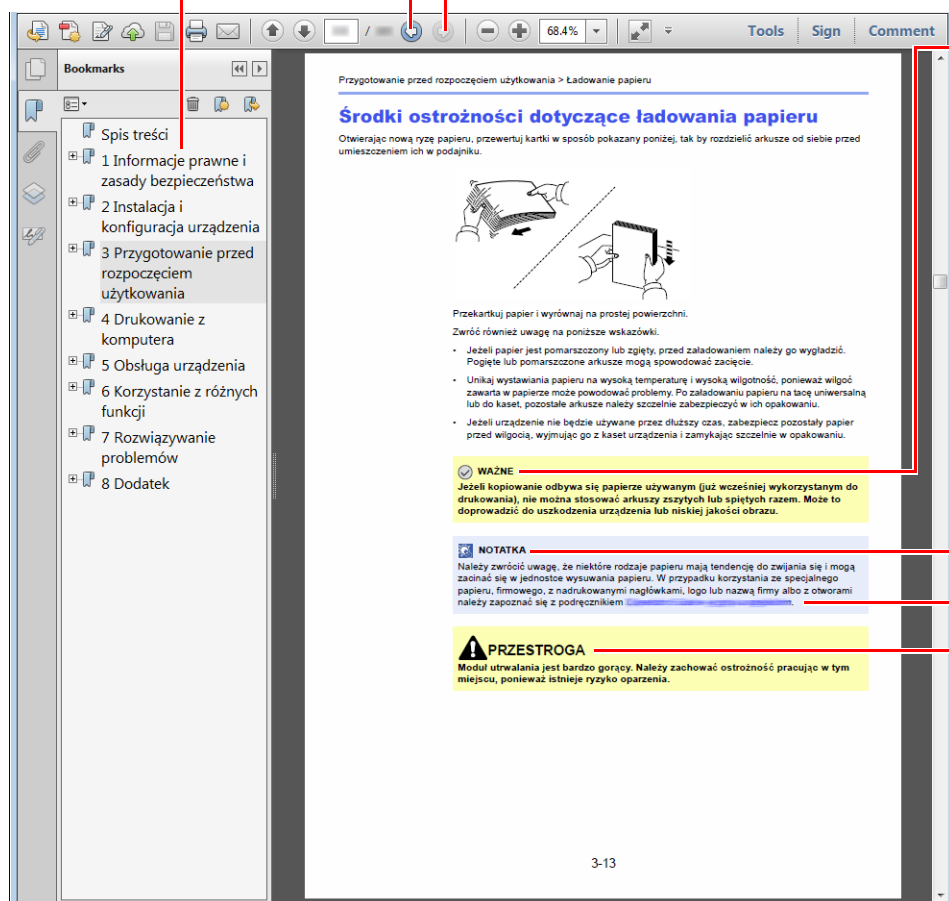 /
68.4%
Tools
Sign
Comment
Bookmarks
Spis treści
1 Informacje prawne i
zasady bezpieczeństwa
2 Instalacja i
konfiguracja urządzenia
3 Przygotowanie przed
rozpoczęciem
użytkowania
4 Drukowanie z
komputera
5 Obsługa urządzenia
6 Korzystanie z różnych
funkcji
7 Rozwiązywanie
problemów
8 Dodatek
Przygotowanie przed rozpoczęciem użytkowania > Ładowanie papieru
Środki ostrożności dotyczące ładowania papieru
Otwierając nową ryzę papieru, przewertuj kartki w sposób pokazany poniżej, tak by rozdzielić arkusze od siebie przed
umieszczeniem ich w podajniku.
Przekartkuj papier i wyrównaj na prostej powierzchni.
Zwróć również uwagę na poniższe wskazówki.
• Jeżeli papier jest pomarszczony lub zgięty, przed załadowaniem należy go wygładzić.
Pogięte lub pomarszczone arkusze mogą spowodować zacięcie.
• Unikaj wystawiania papieru na wysoką temperaturę i wysoką wilgotność, ponieważ wilgoć
zawarta w papierze może powodować problemy. Po załadowaniu papieru na tacę uniwersalną
lub do kaset, pozostałe arkusze należy szczelnie zabezpieczyć w ich opakowaniu.
• Jeżeli urządzenie nie będzie używane przez dłuższy czas, zabezpiecz pozostały papier
przed wilgocią, wyjmując go z kaset urządzenia i zamykając szczelnie w opakowaniu.
WAŻNE
Jeżeli kopiowanie odbywa się papierze używanym (już wcześniej wykorzystanym do
drukowania), nie można stosować arkuszy zszytych lub spiętych razem. Może to
doprowadzić do uszkodzenia urządzenia lub niskiej jakości obrazu.
NOTATKA
Należy zwrócić uwagę, że niektóre rodzaje papieru mają tendencję do zwijania się i mogą
zacinać się w jednostce wysuwania papieru. W przypadku korzystania ze specjalnego
papieru, firmowego, z nadrukowanymi nagłówkami, logo lub nazwą firmy albo z otworami
należy zapoznać się z podręcznikiem .
PRZESTROGA
Moduł utrwalania jest bardzo gorący. Należy zachować ostrożność pracując w tym
miejscu, ponieważ istnieje ryzyko oparzenia.
3-13